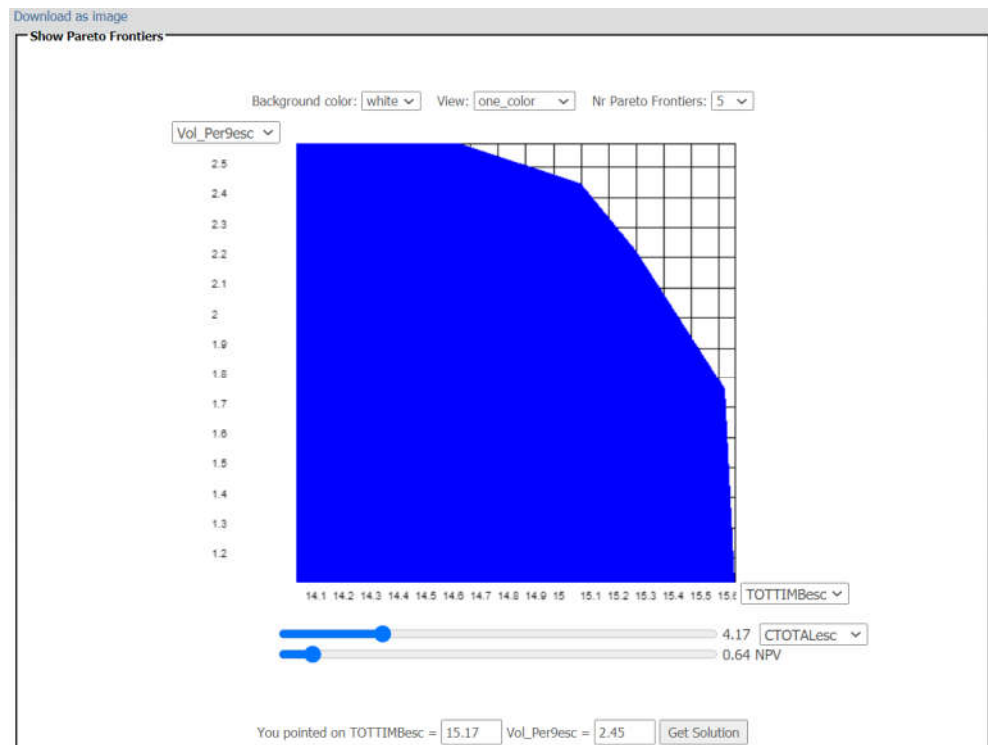 Download as image
Show Pareto Frontiers
Background color: white View: one_color Nr Pareto Frontiers: 5
Vol_Per9esc
2.5
2.4
2.3
2.2
2.1
2
1.9
1.8
1.7
1.6
1.5
1.4
1.3
1.2
14.1 14.2 14.3 14.4 14.5 14.6 14.7 14.8 14.9 15 15.1 15.2 15.3 15.4 15.5 TOTTIMBesc
4.17 CTOTALesc
0.64 NPV
You pointed on TOTTIMBesc = 15.17 Vol_Per9esc = 2.45 Get Solution